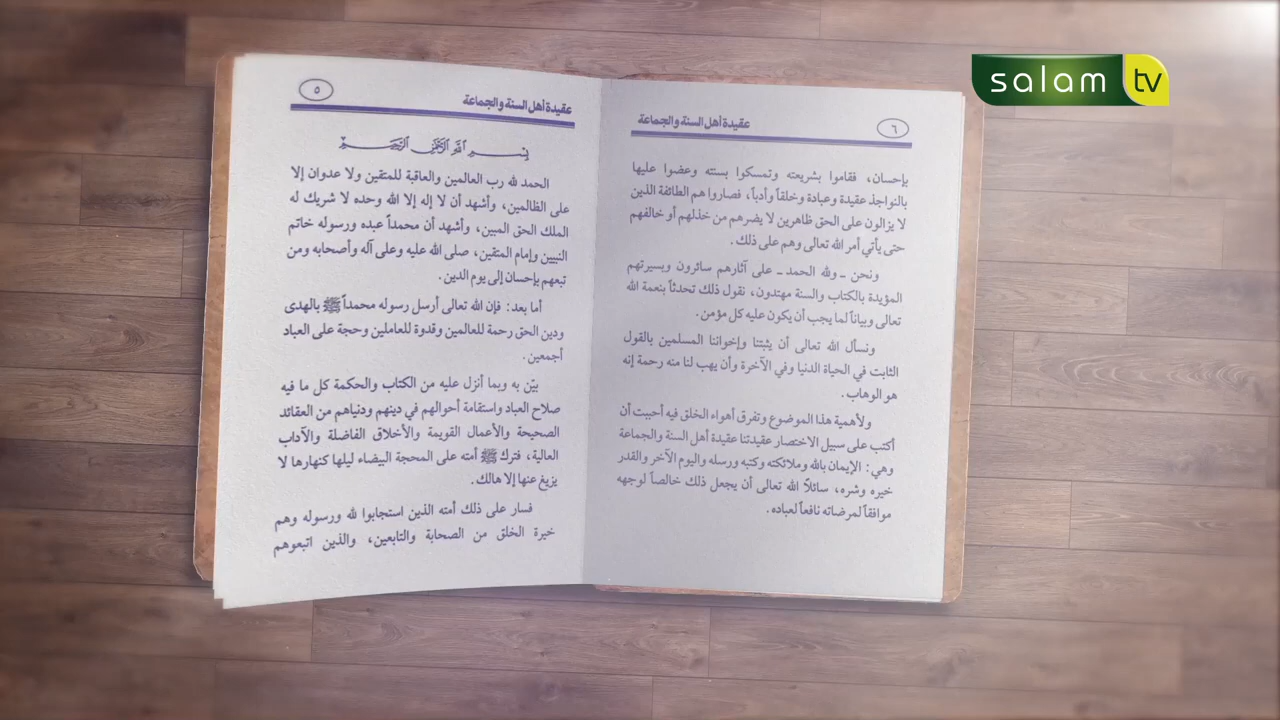 salam tv
٥
عقيدة أهل السنة والجماعة
بسم الله الرحمن الرحيم
الحمد لله رب العالمين والعاقبة للمتقين ولا عدوان إلا
على الظالمين، وأشهد أن لا إله إلا الله وحده لا شريك له
الملك الحق المبين، وأشهد أن محمداً عبده ورسوله خاتم
النبيين وإمام المتقين، صلى الله عليه وعلى آله وأصحابه ومن
تبعهم بإحسان إلى يوم الدين.
أما بعد: فإن الله تعالى أرسل رسوله محمداً ﷺ بالهدى
ودين الحق رحمة للعالمين وقدوة للعاملين وحجة على العباد
أجمعين.
بيّن به وبما أنزل عليه من الكتاب والحكمة كل ما فيه
صلاح العباد واستقامة أحوالهم في دينهم ودنياهم من العقائد
الصحيحة والأعمال القويمة والأخلاق الفاضلة والآداب
العالية، فترك ﷺ أمته على المحجة البيضاء ليلها كنهارها لا
يزيغ عنها إلا هالك.
فسار على ذلك أمته الذين استجابوا لله ورسوله وهم
خيرة الخلق من الصحابة والتابعين، والذين اتبعوهم
عقيدة أهل السنة والجماعة
٦
بإحسان، فقاموا بشريعته وتمسكوا بسنته وعضوا عليها
بالنواجذ عقيدة وعبادة وخلقاً وأدباً، فصاروا هم الطائفة الذين
لا يزالون على الحق ظاهرين لا يضرهم من خذلهم أو خالفهم
حتى يأتي أمر الله تعالى وهم على ذلك.
ونحن ـ ولله الحمد ـ على آثارهم سائرون وبسيرتهم
المؤيدة بالكتاب والسنة مهتدون، نقول ذلك تحدثاً بنعمة الله
تعالى وبياناً لما يجب أن يكون عليه كل مؤمن.
ونسأل الله تعالى أن يثبتنا وإخواننا المسلمين بالقول
الثابت في الحياة الدنيا وفي الآخرة وأن يهب لنا منه رحمة إنه
هو الوهاب.
ولأهمية هذا الموضوع وتفرق أهواء الخلق فيه أحببت أن
أكتب على سبيل الاختصار عقيدتنا عقيدة أهل السنة والجماعة
وهي: الإيمان بالله وملائكته وكتبه ورسله واليوم الآخر والقدر
خيره وشره، سائلاً الله تعالى أن يجعل ذلك خالصاً لوجهه
موافقاً لمرضاته نافعاً لعباده.